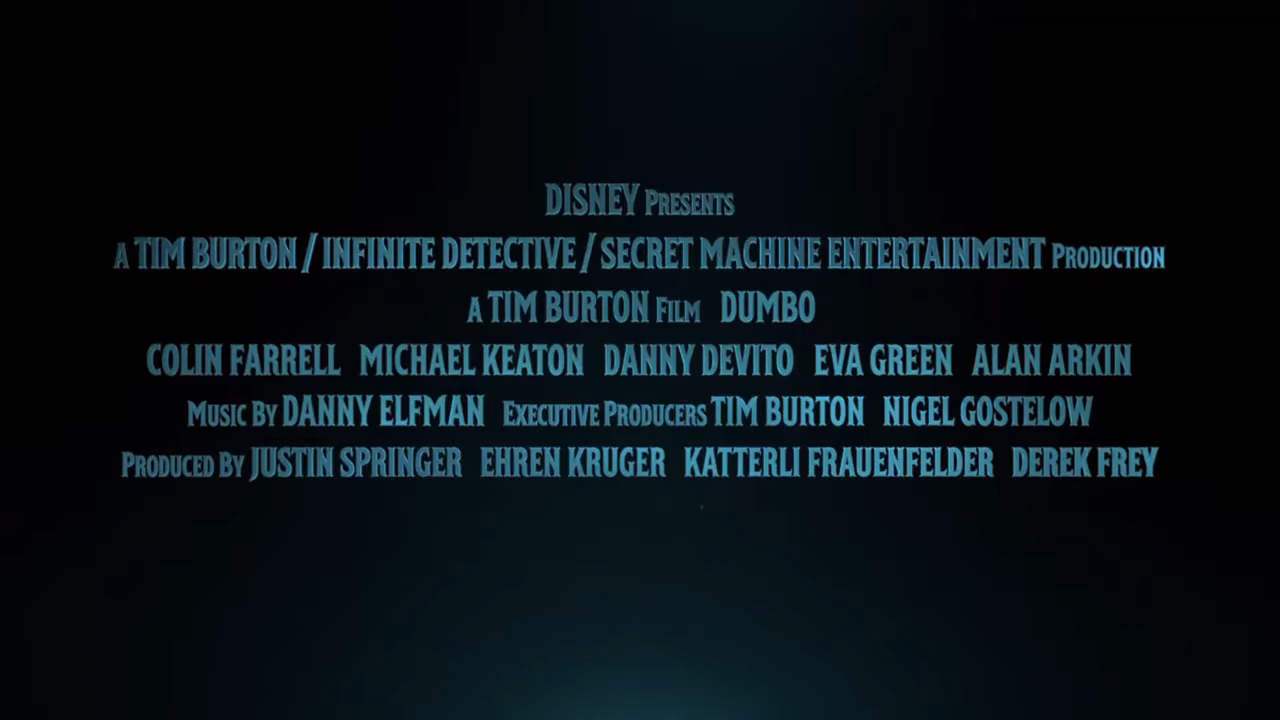 DISNEY PRESENTS
A TIM BURTON / INFINITE DETECTIVE / SECRET MACHINE ENTERTAINMENT PRODUCTION
A TIM BURTON FILM DUMBO
COLIN FARRELL MICHAEL KEATON DANNY DEVITO EVA GREEN ALAN ARKIN
MUSIC BY DANNY ELFMAN EXECUTIVE PRODUCERS TIM BURTON NIGEL GOSTELOW
PRODUCED BY JUSTIN SPRINGER EHREN KRUGER KATTERLI FRAUENFELDER DEREK FREY